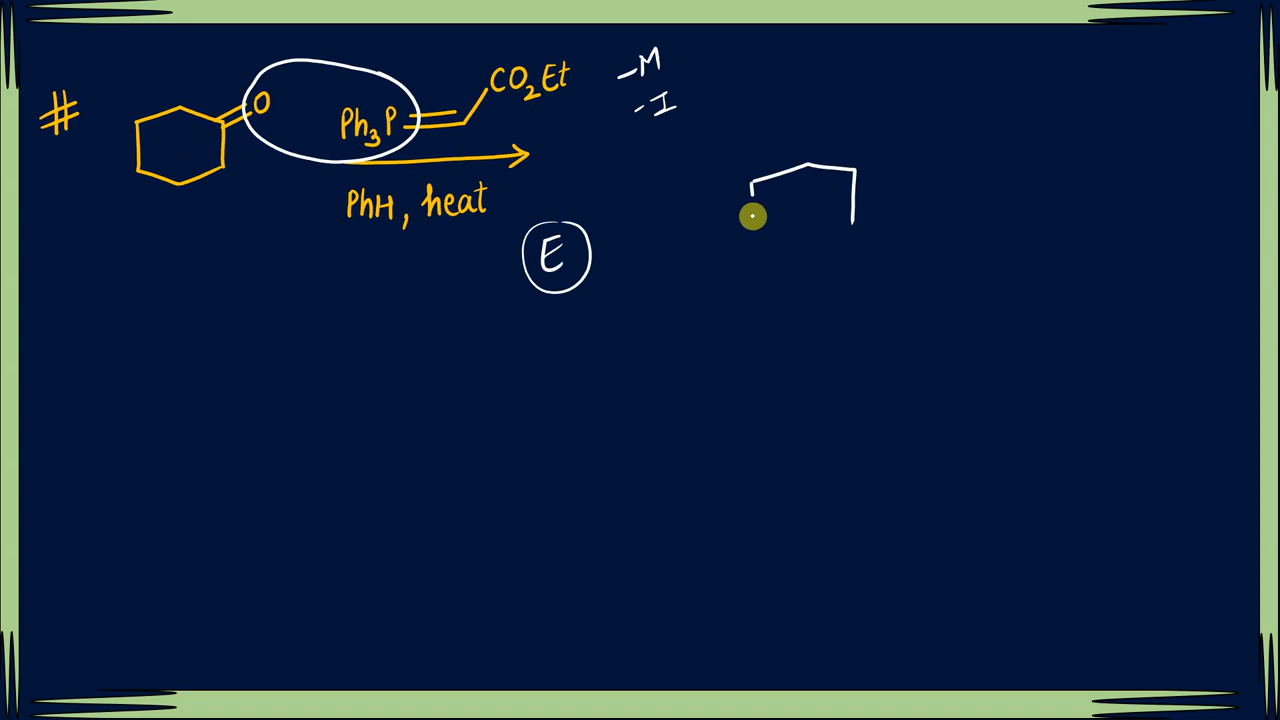 # O Ph₃P CO₂Et
-M
-I
PhH, heat
E